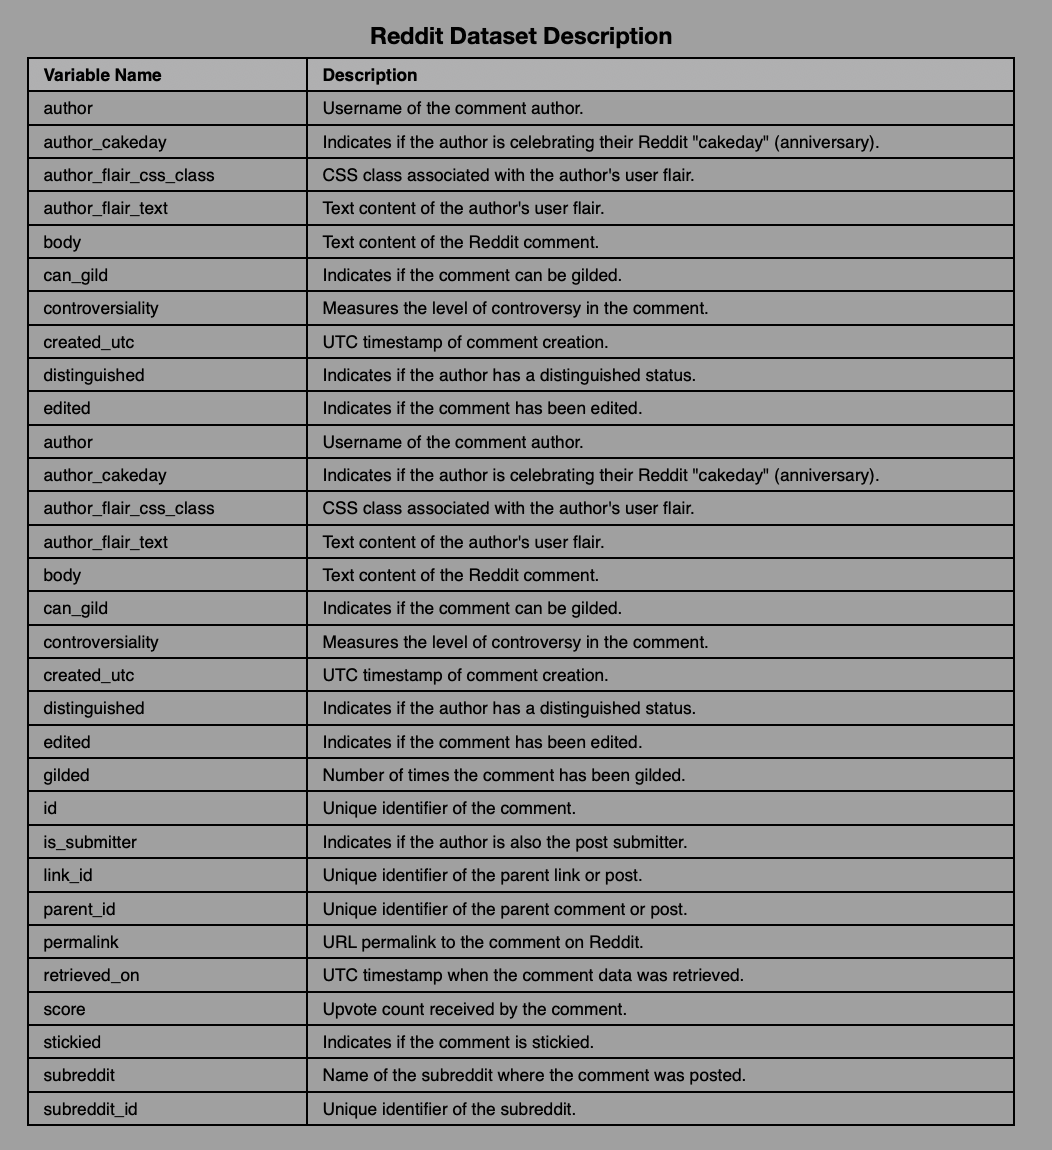 Reddit Dataset Description
Variable Name Description
author Username of the comment author.
author_cakeday Indicates if the author is celebrating their Reddit "cakeday" (anniversary).
author_flair_css_class CSS class associated with the author's user flair.
author_flair_text Text content of the author's user flair.
body Text content of the Reddit comment.
can_gild Indicates if the comment can be gilded.
controversiality Measures the level of controversy in the comment.
created_utc UTC timestamp of comment creation.
distinguished Indicates if the author has a distinguished status.
edited Indicates if the comment has been edited.
author Username of the comment author.
author_cakeday Indicates if the author is celebrating their Reddit "cakeday" (anniversary).
author_flair_css_class CSS class associated with the author's user flair.
author_flair_text Text content of the author's user flair.
body Text content of the Reddit comment.
can_gild Indicates if the comment can be gilded.
controversiality Measures the level of controversy in the comment.
created_utc UTC timestamp of comment creation.
distinguished Indicates if the author has a distinguished status.
edited Indicates if the comment has been edited.
gilded Number of times the comment has been gilded.
id Unique identifier of the comment.
is_submitter Indicates if the author is also the post submitter.
link_id Unique identifier of the parent link or post.
parent_id Unique identifier of the parent comment or post.
permalink URL permalink to the comment on Reddit.
retrieved_on UTC timestamp when the comment data was retrieved.
score Upvote count received by the comment.
stickied Indicates if the comment is stickied.
subreddit Name of the subreddit where the comment was posted.
subreddit_id Unique identifier of the subreddit.